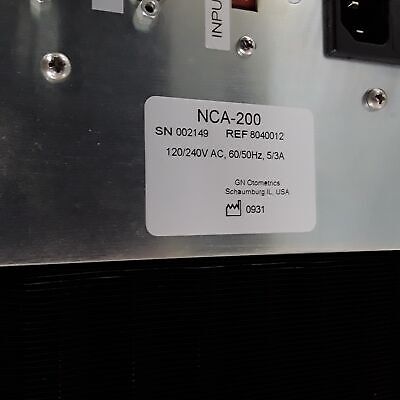 INPU
NCA-200
SN 002149 REF 8040012
120/240V AC, 60/50Hz, 5/3A
GN Otometrics
Schaumburg IL, USA
0931